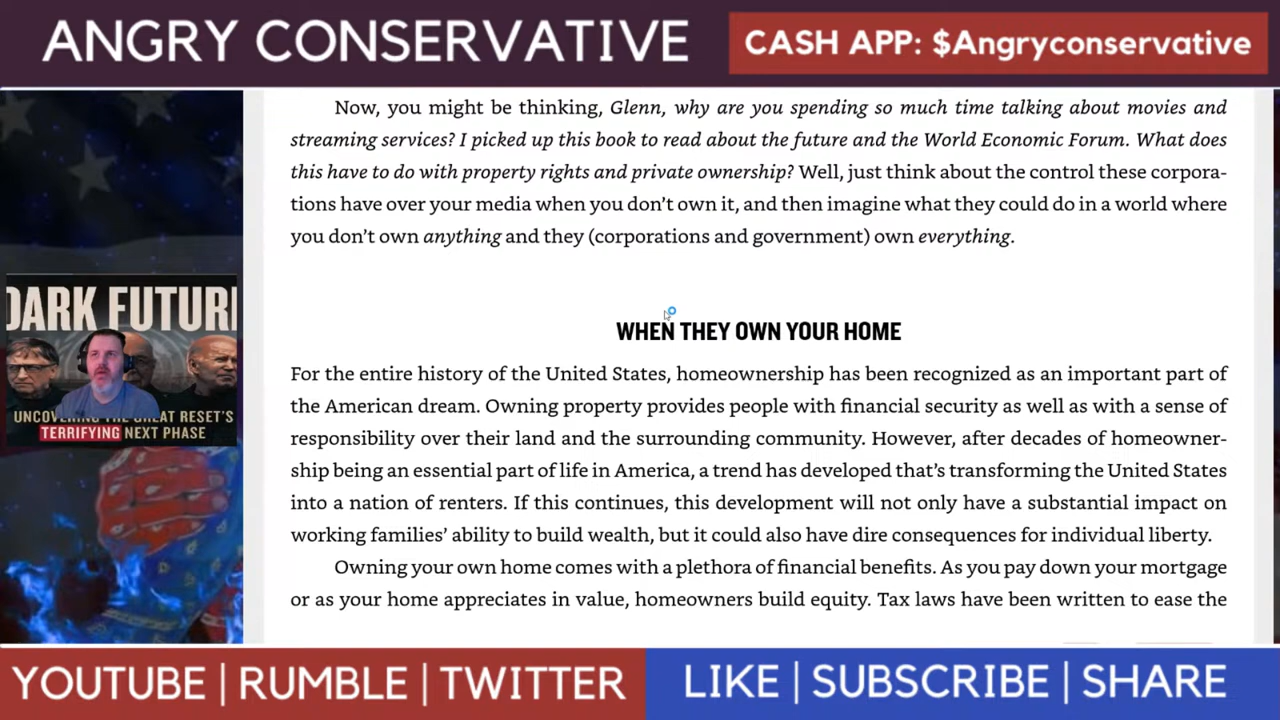 ANGRY CONSERVATIVE
CASH APP: $Angryconservative
Now, you might be thinking, Glenn, why are you spending so much time talking about movies and
streaming services? I picked up this book to read about the future and the World Economic Forum. What does
this have to do with property rights and private ownership? Well, just think about the control these corpora-
tions have over your media when you don't own it, and then imagine what they could do in a world where
you don't own anything and they (corporations and government) own everything.
WHEN THEY OWN YOUR HOME
For the entire history of the United States, homeownership has been recognized as an important part of
the American dream. Owning property provides people with financial security as well as with a sense of
responsibility over their land and the surrounding community. However, after decades of homeowner-
ship being an essential part of life in America, a trend has developed that's transforming the United States
into a nation of renters. If this continues, this development will not only have a substantial impact on
working families' ability to build wealth, but it could also have dire consequences for individual liberty.
Owning your own home comes with a plethora of financial benefits. As you pay down your mortgage
or as your home appreciates in value, homeowners build equity. Tax laws have been written to ease the
DARK FUTUR
UNCOVERING THE GREAT RESET'S
TERRIFYING NEXT PHASE
YOUTUBE | RUMBLE | TWITTER
LIKE | SUBSCRIBE | SHARE